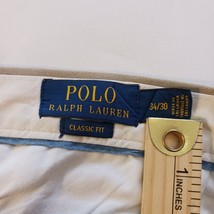 POLO
RALPH LAUREN
34/30
CLASSIC FIT
1
INCHES